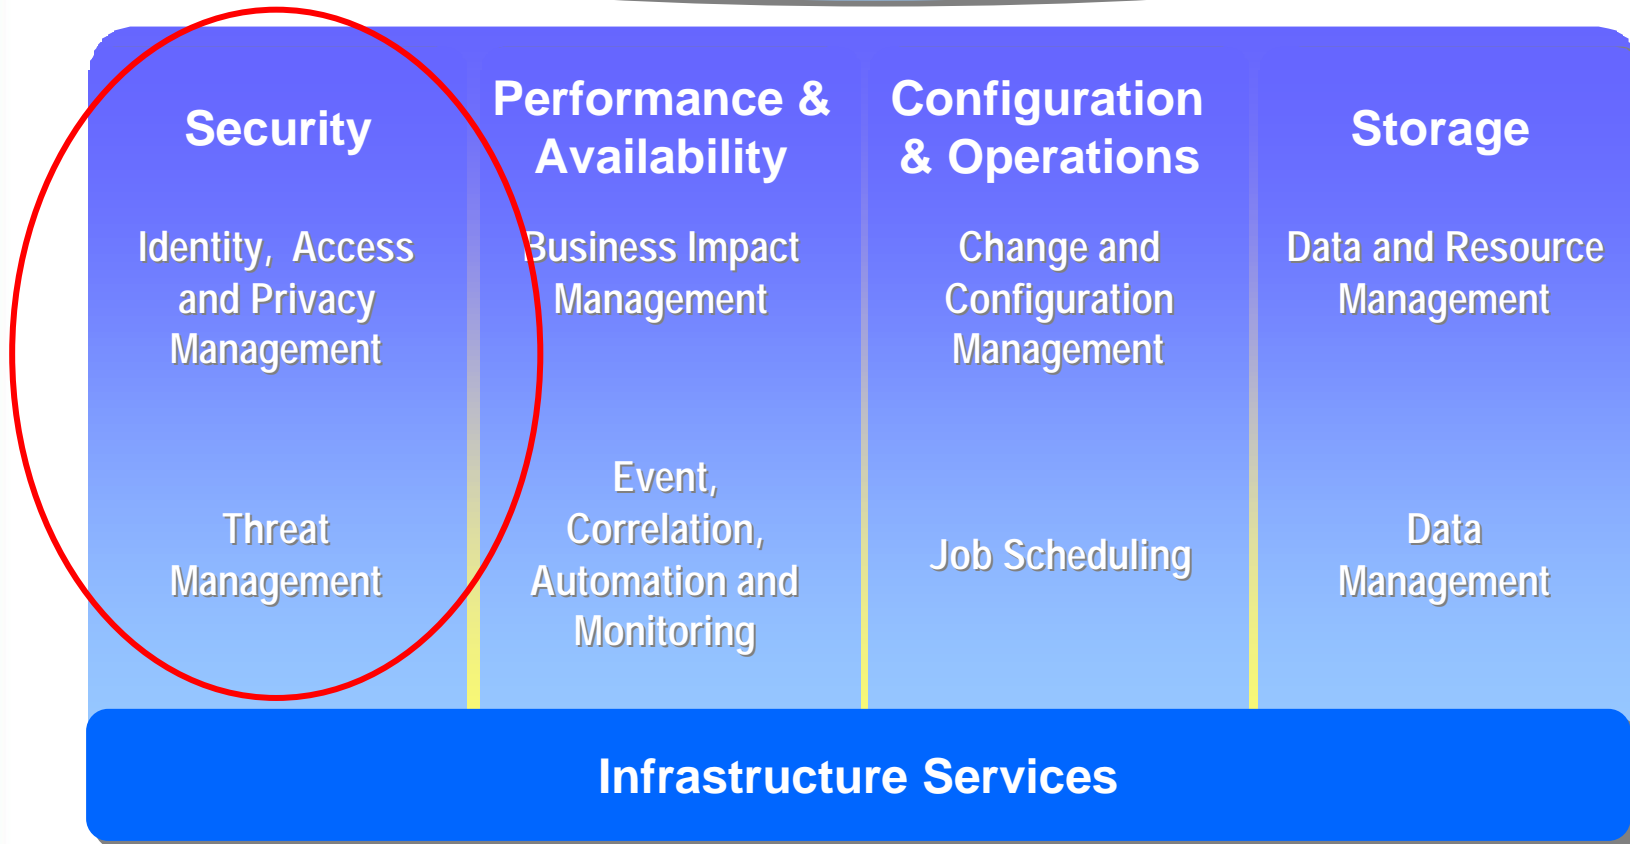 Security
Identity, Access
and Privacy
Management
Threat
Management
Performance &
Availability
Business Impact
Management
Event,
Correlation,
Automation and
Monitoring
Configuration
& Operations
Change and
Configuration
Management
Job Scheduling
Storage
Data and Resource
Management
Data
Management
Infrastructure Services